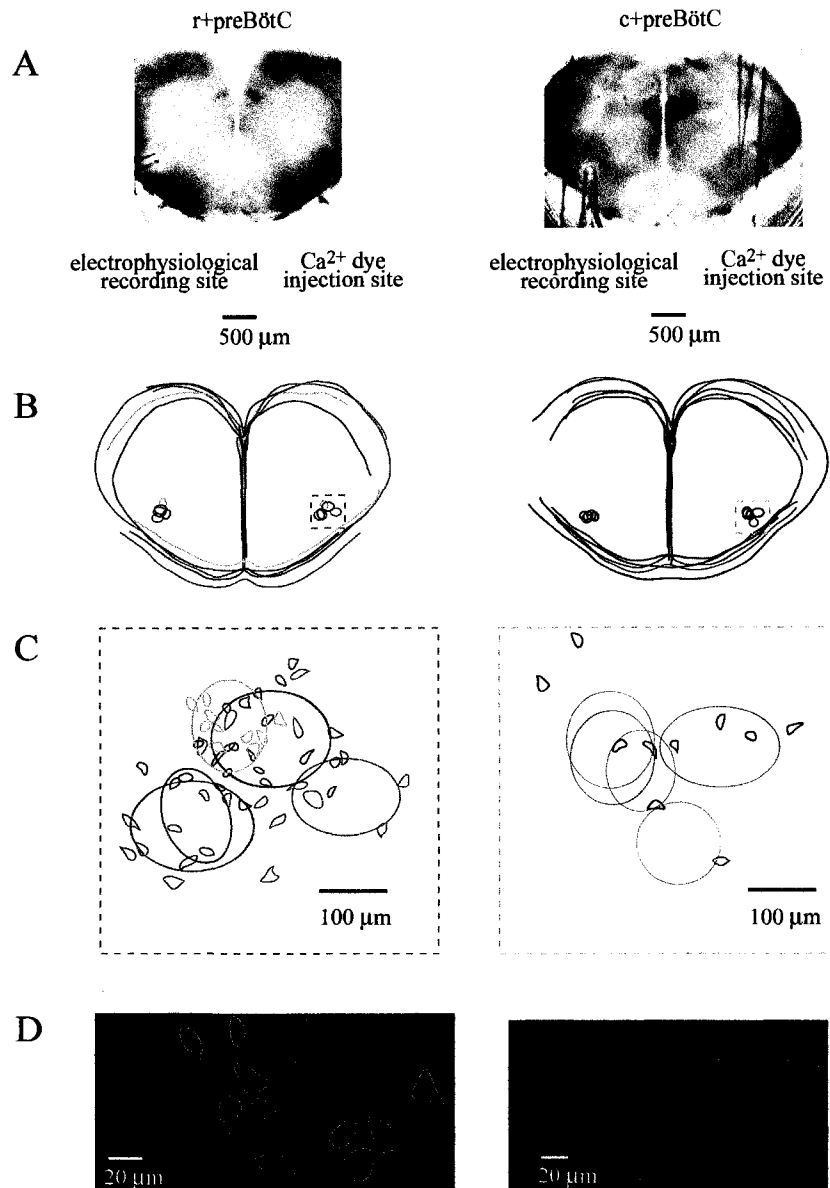 r+preBötC
c+preBötC
A
electrophysiological
recording site
Ca2+ dye
injection site
electrophysiological
recording site
Ca2+ dye
injection site
500 µm
500 µm
B
C
100 µm
100 µm
D
20 µm
20 µm